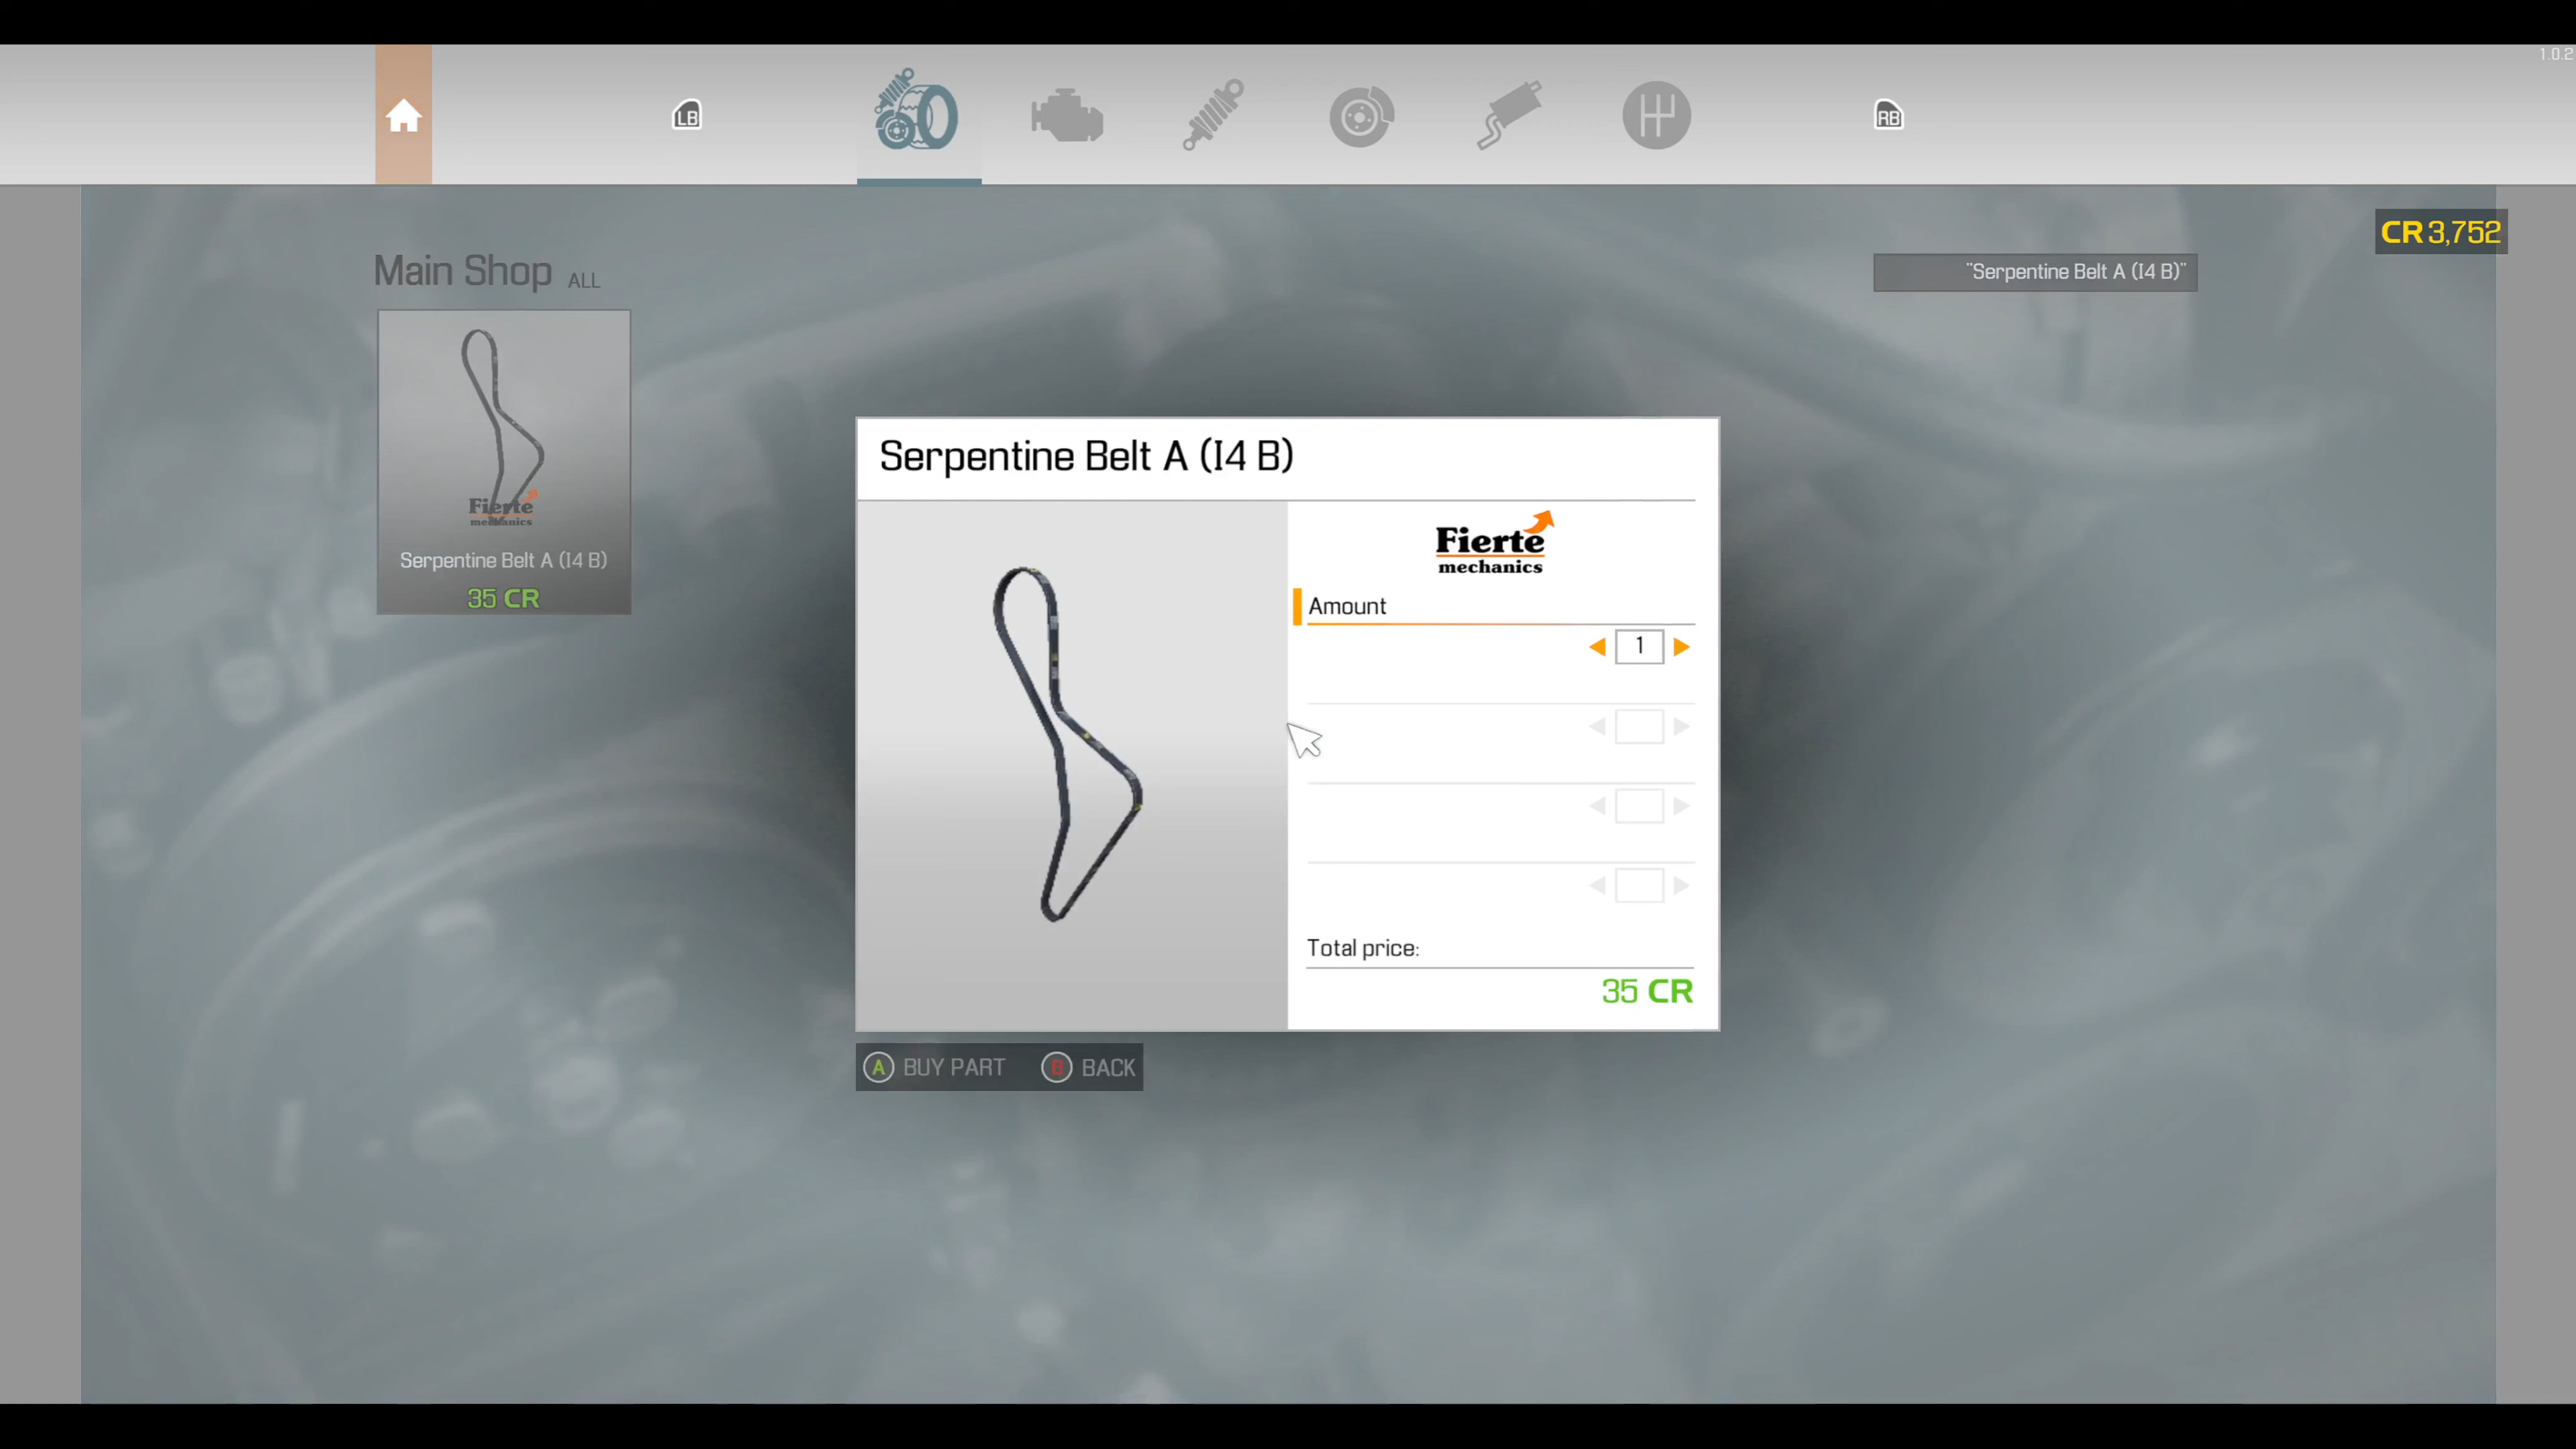 1.0.2
LB
RB
CR 3,752
Main Shop ALL
"Serpentine Belt A (I4 B)"
Fierte
mechanics
Serpentine Belt A (I4 B)
35 CR
Serpentine Belt A (I4 B)
Fierte
mechanics
Amount
1
Total price:
35 CR
A BUY PART B BACK